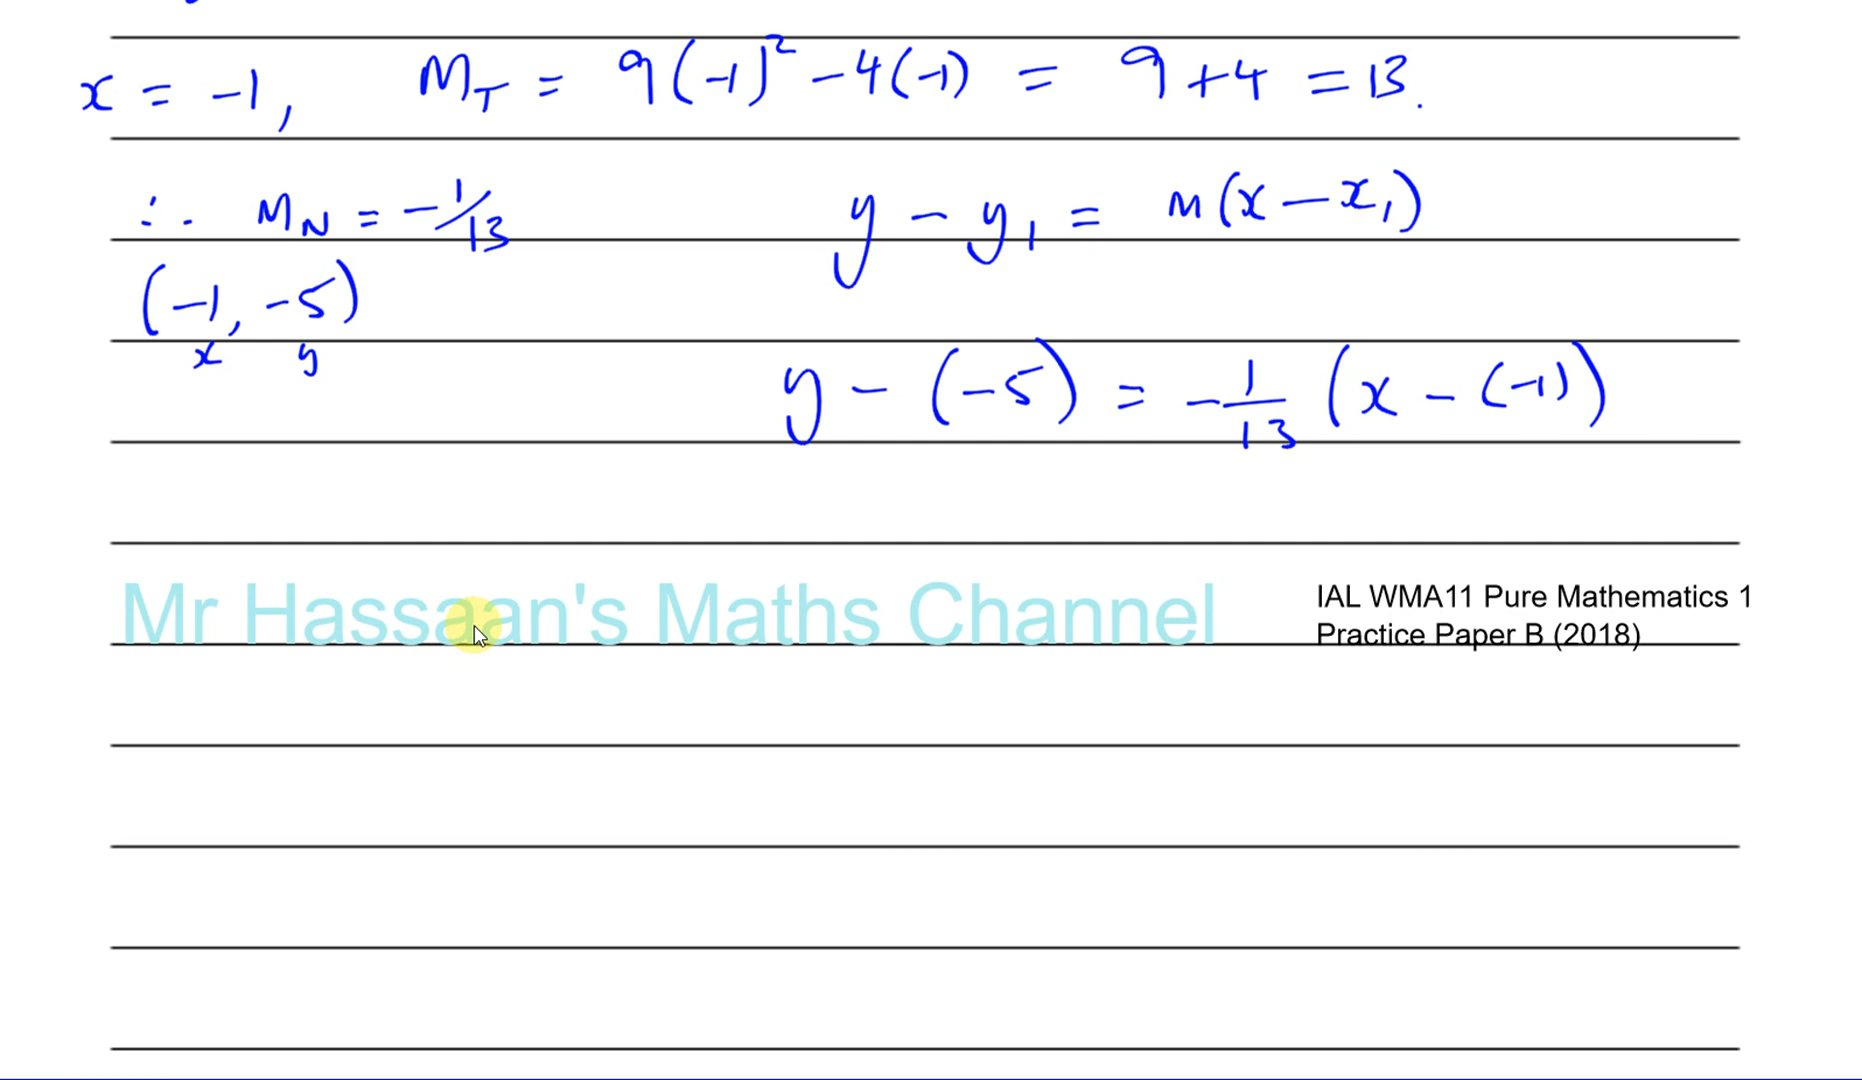 x = -1, M_T = 9(-1)² - 4(-1) = 9 + 4 = 13.
∴ M_N = -1/13 y - y₁ = m(x - x₁)
(-1, -5)
x y
y - (-5) = -1/13 (x - (-1))
Mr Hassaan's Maths Channel
IAL WMA11 Pure Mathematics 1
Practice Paper B (2018)